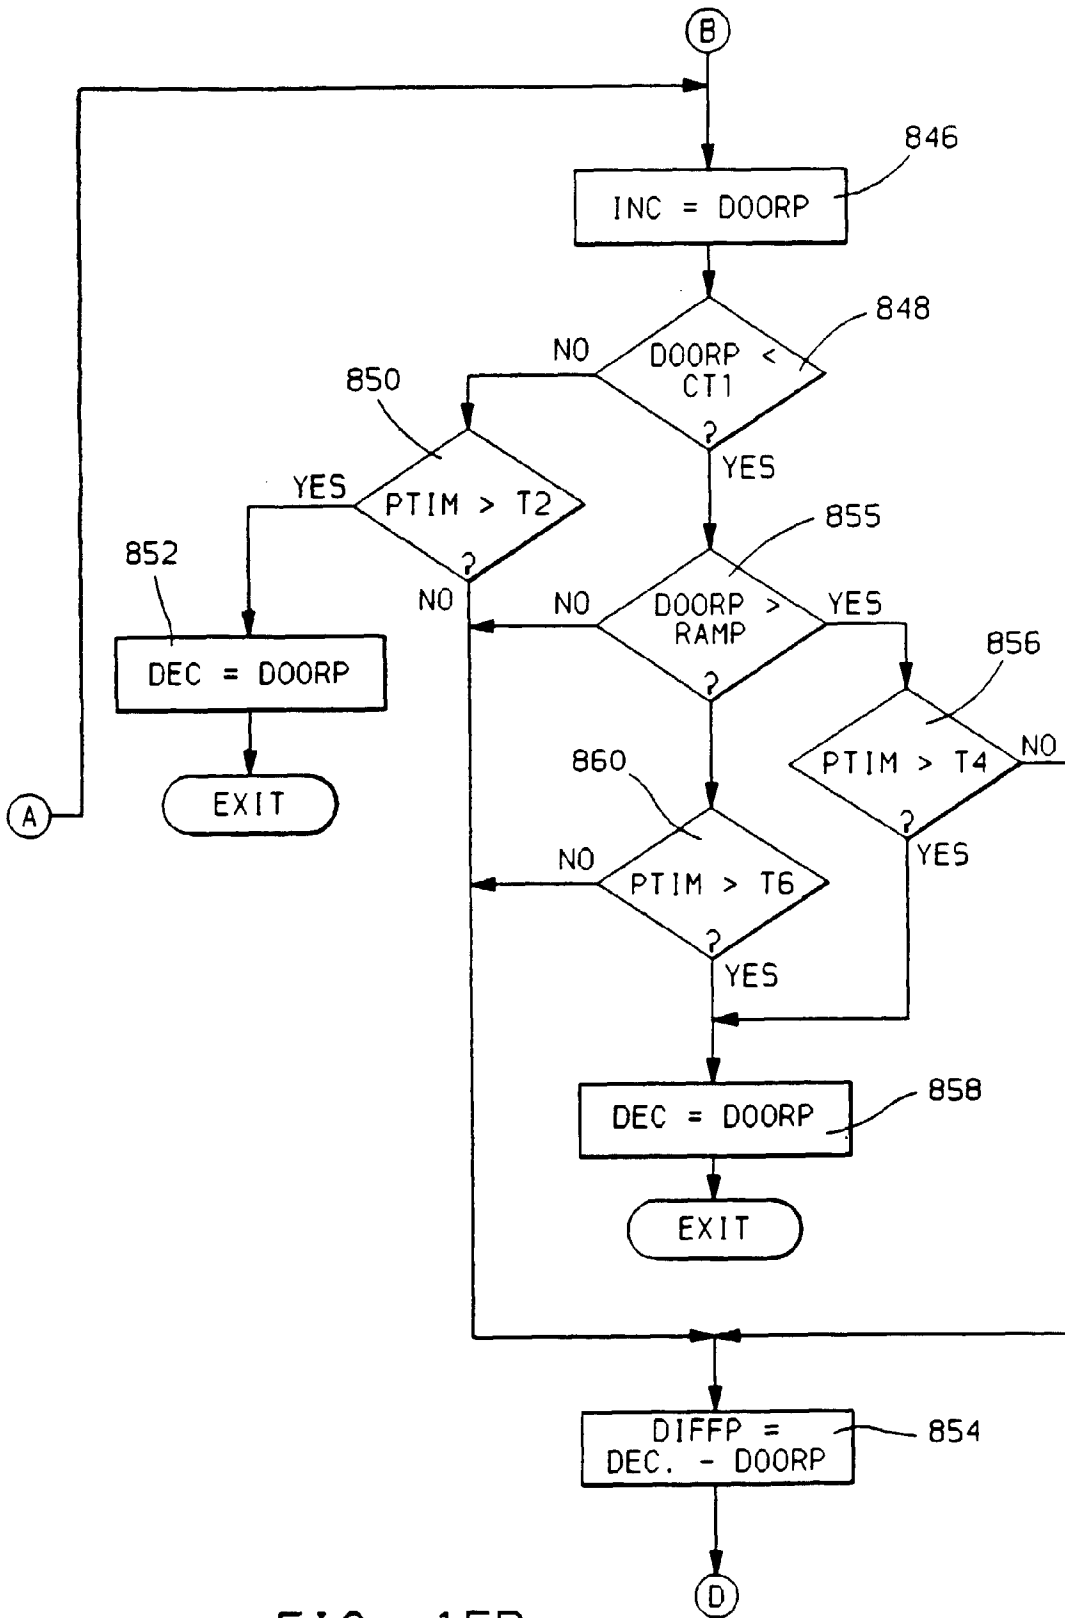 B
846
INC = DOORP
848
DOORP <
CT1
?
NO
YES
850
PTIM > T2
?
YES
NO
855
DOORP >
RAMP
?
NO
YES
852
DEC = DOORP
EXIT
856
PTIM > T4
?
NO
YES
A
860
PTIM > T6
?
NO
YES
858
DEC = DOORP
EXIT
854
DIFFP =
DEC. - DOORP
D